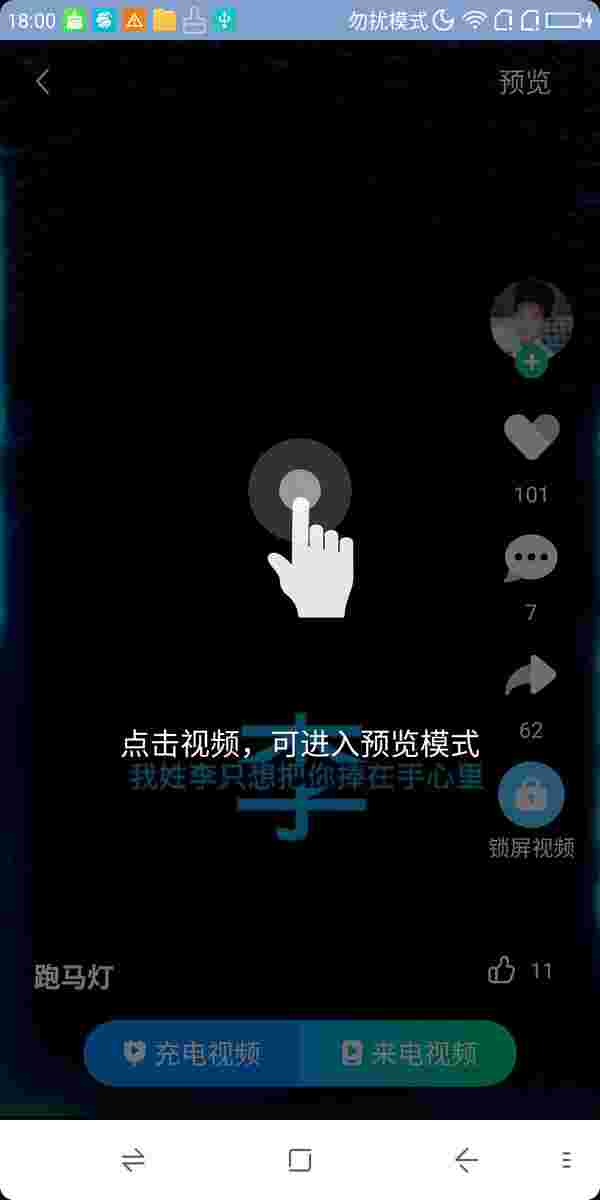 18:00 勿扰模式
预览
101
7
62
李
点击视频，可进入预览模式
我姓李只想把你捧在手心里
锁屏视频
跑马灯
11
充电视频 来电视频